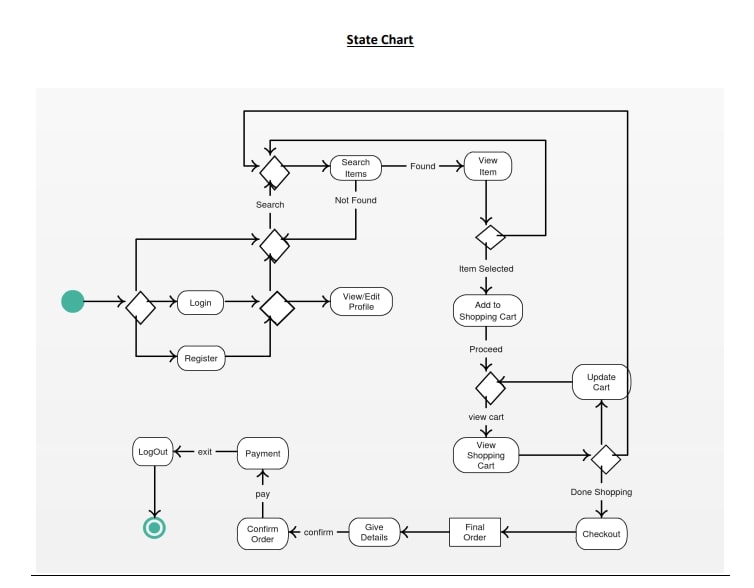 State Chart
Search
Items
Found
View
Item
Not Found
Search
Item Selected
Login
View/Edit
Profile
Add to
Shopping Cart
Register
Proceed
Update
Cart
view cart
LogOut
exit
Payment
View
Shopping
Cart
pay
Done Shopping
Confirm
Order
confirm
Give
Details
Final
Order
Checkout